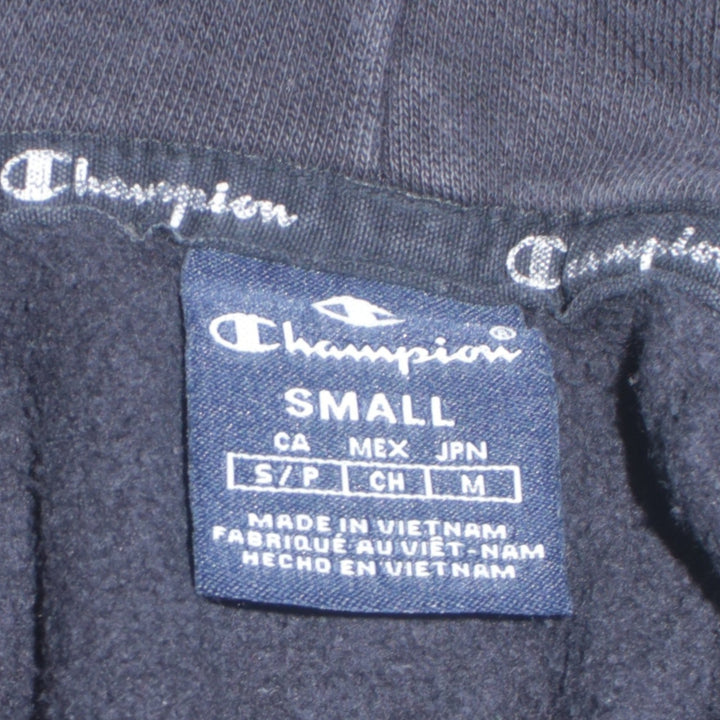 Champion
Champion
Champion®
SMALL
CA MEX JPN
S/P CH M
MADE IN VIETNAM
FABRIQUÉ AU VIÊT-NAM
HECHO EN VIETNAM